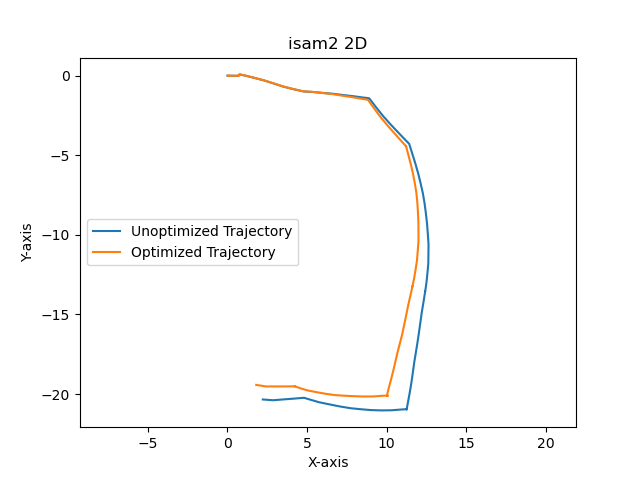 isam2 2D
0
−5
−10
−15
−20
Y-axis
Unoptimized Trajectory
Optimized Trajectory
−5
0
5
10
15
20
X-axis